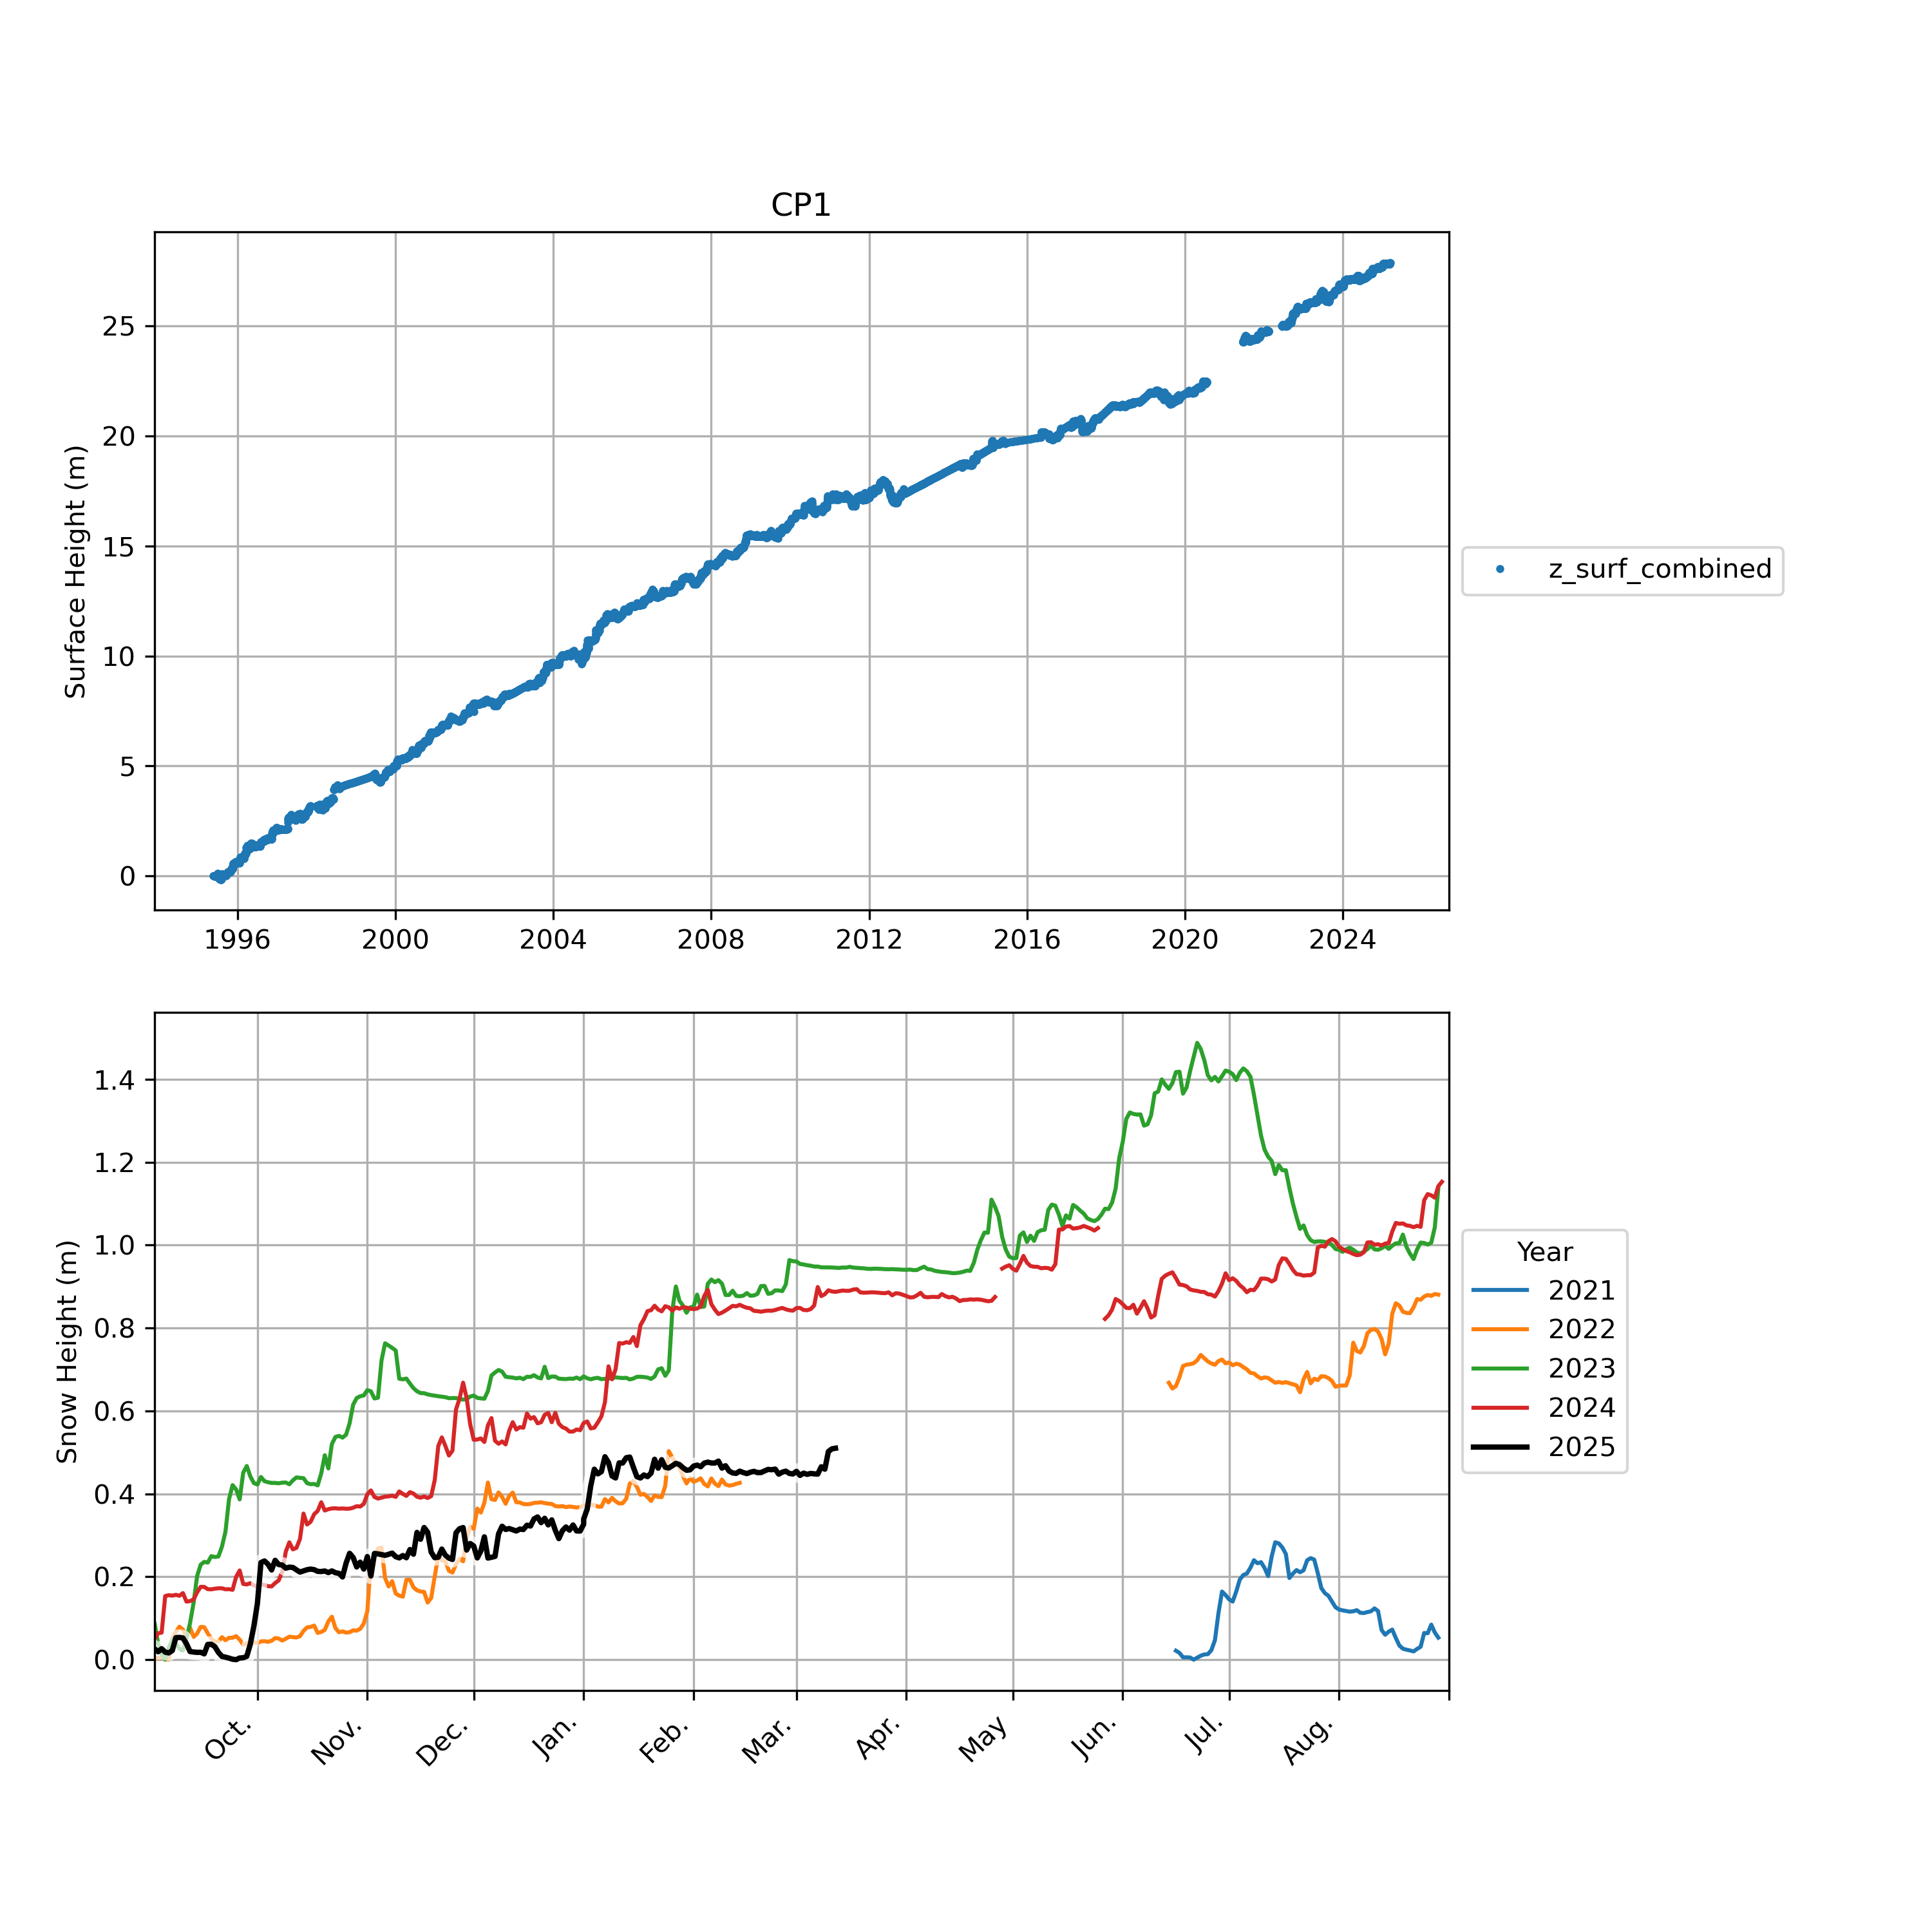 CP1
Surface Height (m)
25
20
15
10
5
0
1996 2000 2004 2008 2012 2016 2020 2024
z_surf_combined
Snow Height (m)
1.4
1.2
1.0
0.8
0.6
0.4
0.2
0.0
Oct. Nov. Dec. Jan. Feb. Mar. Apr. May Jun. Jul. Aug.
Year
2021
2022
2023
2024
2025